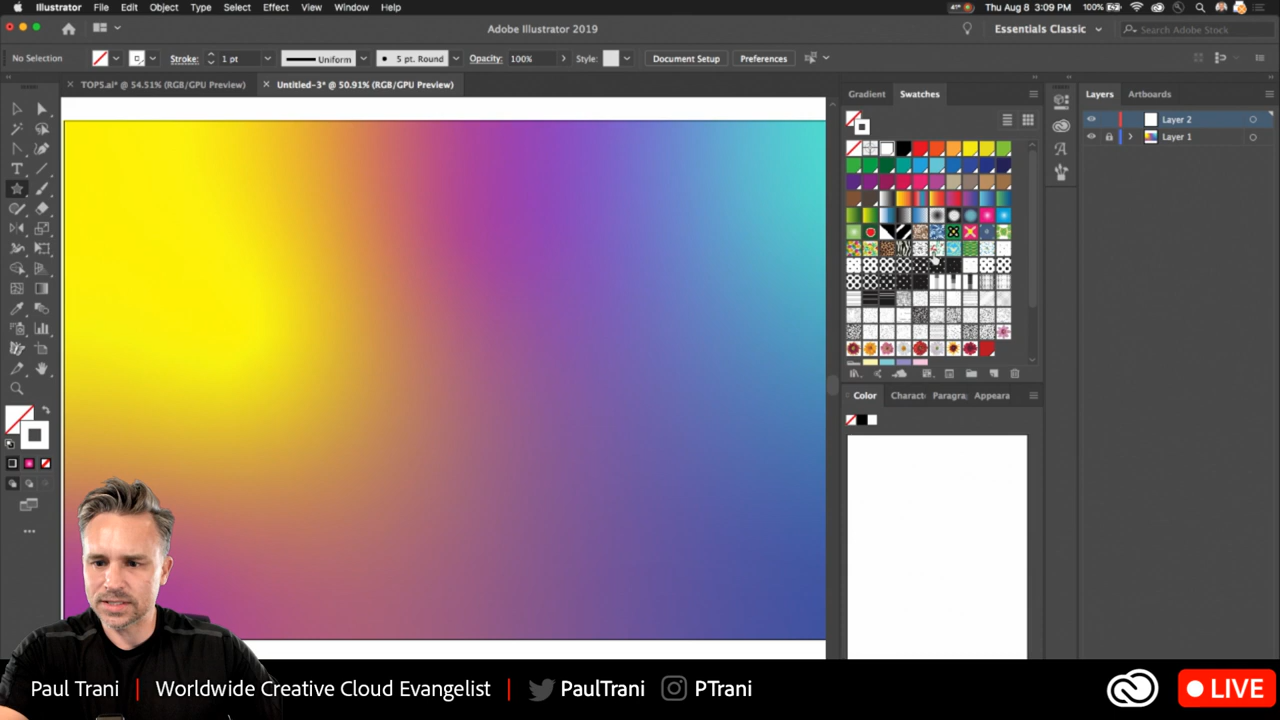 Illustrator File Edit Object Type Select Effect View Window Help
41° Thu Aug 8 3:09 PM 100%
Adobe Illustrator 2019
Essentials Classic
Search Adobe Stock
No Selection Stroke: 1 pt Uniform 5 pt. Round Opacity: 100% Style: Document Setup Preferences
TOP5.ai* @ 54.51% (RGB/GPU Preview) Untitled-3* @ 50.91% (RGB/GPU Preview)
Gradient Swatches
Layers Artboards
Layer 2
Layer 1
Color Charact Paragra Appeara
Paul Trani | Worldwide Creative Cloud Evangelist | PaulTrani PTrani
LIVE